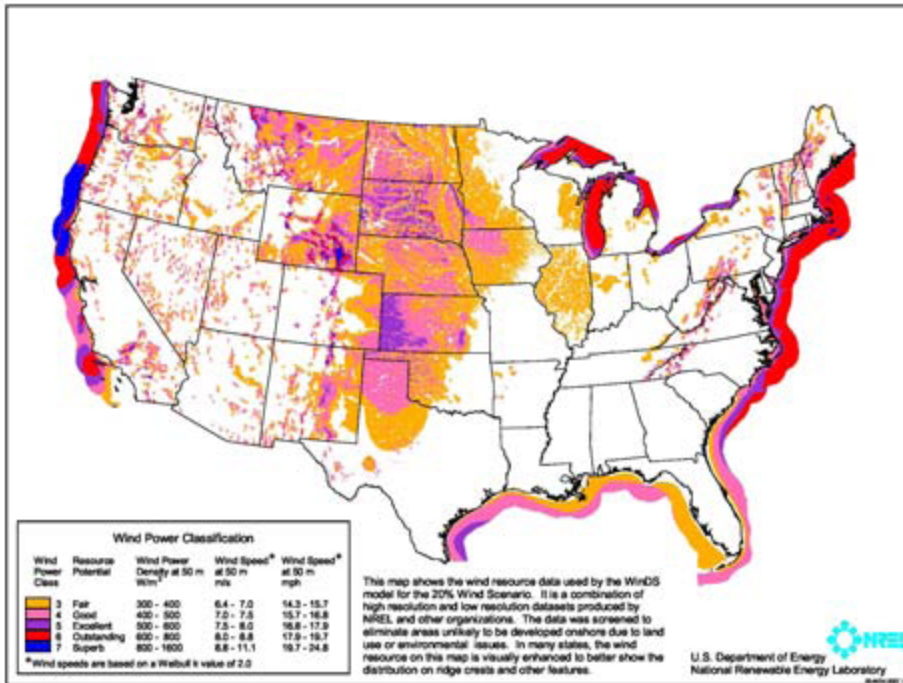 Wind Power Classification
Wind Resource Wind Power Wind Speed* Wind Speed*
Power Potential Density at 50 m at 50 m at 50 m
Class W/m² m/s mph
3 Fair 300 - 400 6.4 - 7.0 14.3 - 15.7
4 Good 400 - 500 7.0 - 7.5 15.7 - 16.8
5 Excellent 500 - 600 7.5 - 8.0 16.8 - 17.9
6 Outstanding 600 - 800 8.0 - 8.8 17.9 - 19.7
7 Superb 800 - 1600 8.8 - 11.1 19.7 - 24.8
*Wind speeds are based on a Weibull k value of 2.0
This map shows the wind resource data used by the WinDS
model for the 20% Wind Scenario. It is a combination of
high resolution and low resolution datasets produced by
NREL and other organizations. The data was screened to
eliminate areas unlikely to be developed onshore due to land
use or environmental issues. In many states, the wind
resource on this map is visually enhanced to better show the
distribution on ridge crests and other features.
NREL
U.S. Department of Energy
National Renewable Energy Laboratory